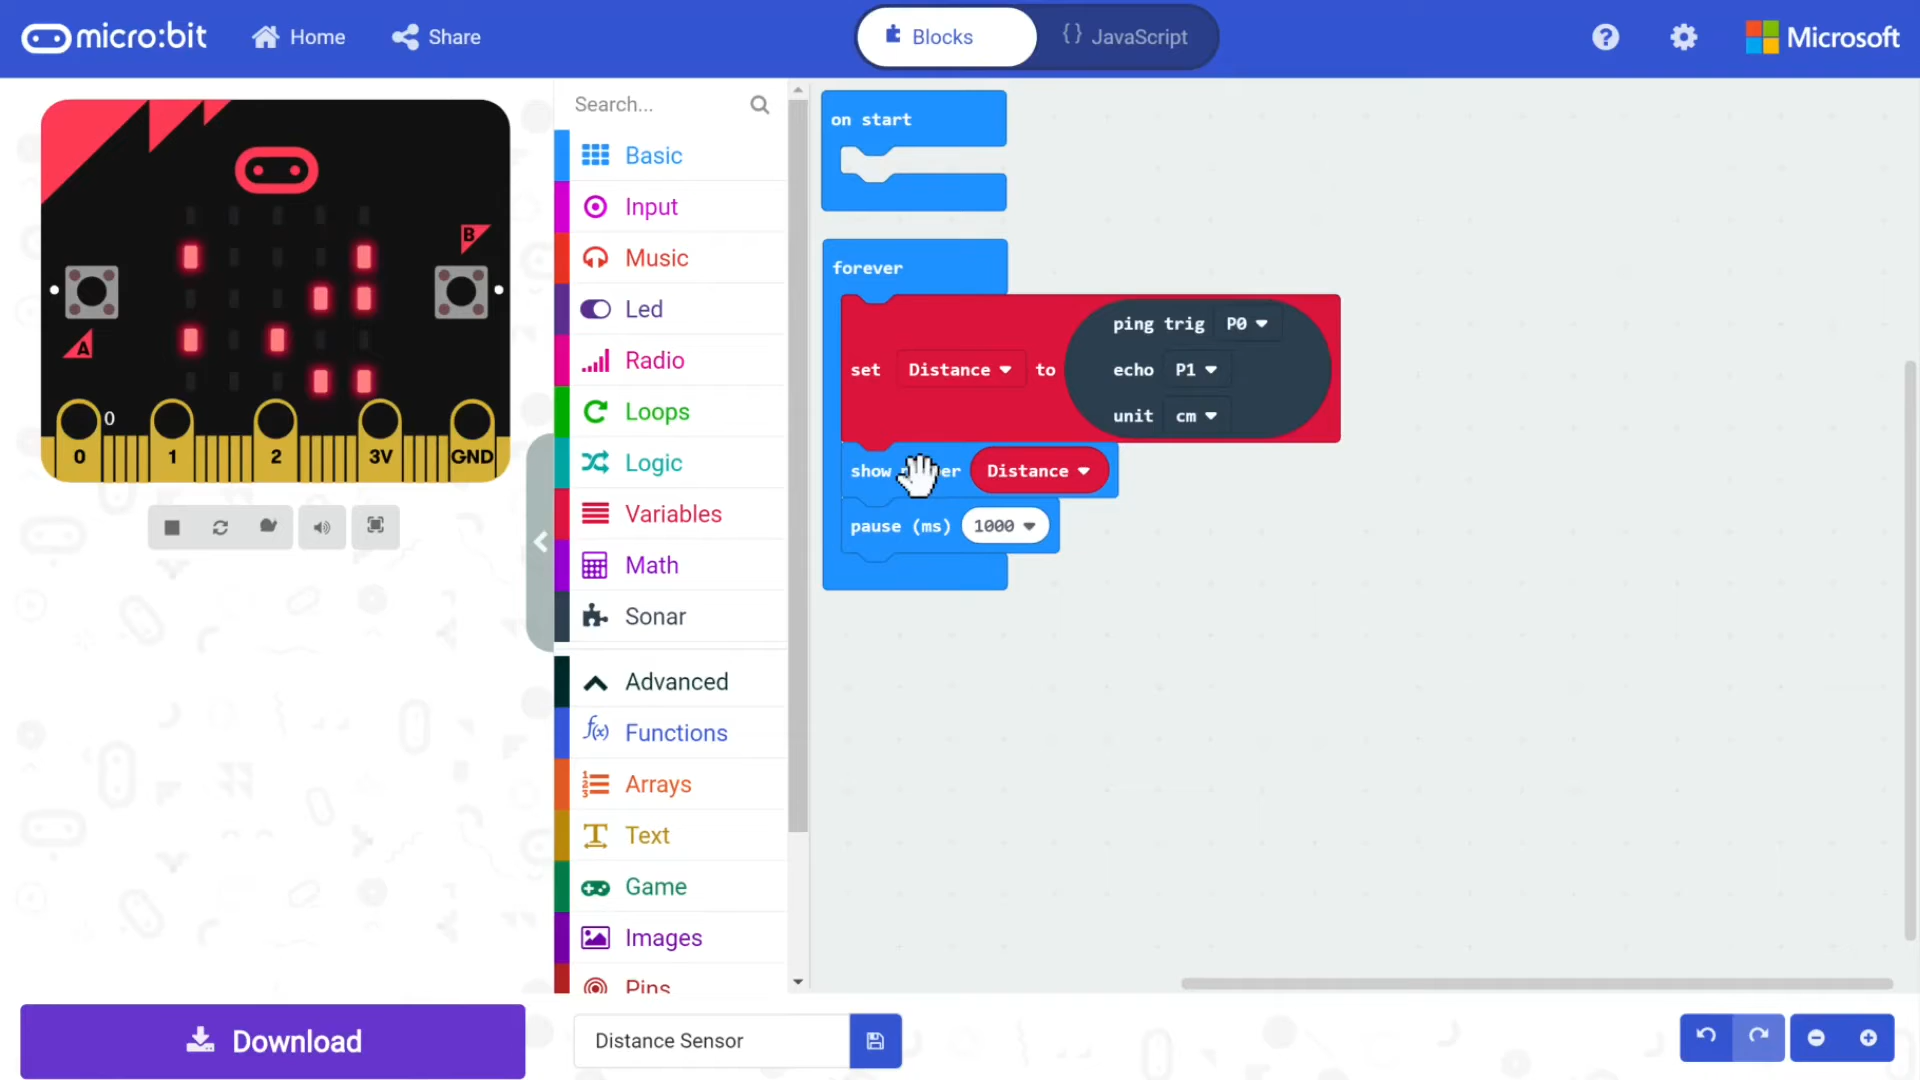 micro:bit
Home
Share
Blocks
{ } JavaScript
Microsoft
B
A
0
0
1
2
3V
GND
Search...
Basic
Input
Music
Led
Radio
Loops
Logic
Variables
Math
Sonar
Advanced
Functions
Arrays
Text
Game
Images
Pins
on start
forever
set Distance to
ping trig P0
echo P1
unit cm
show
Distance
pause (ms) 1000
Download
Distance Sensor